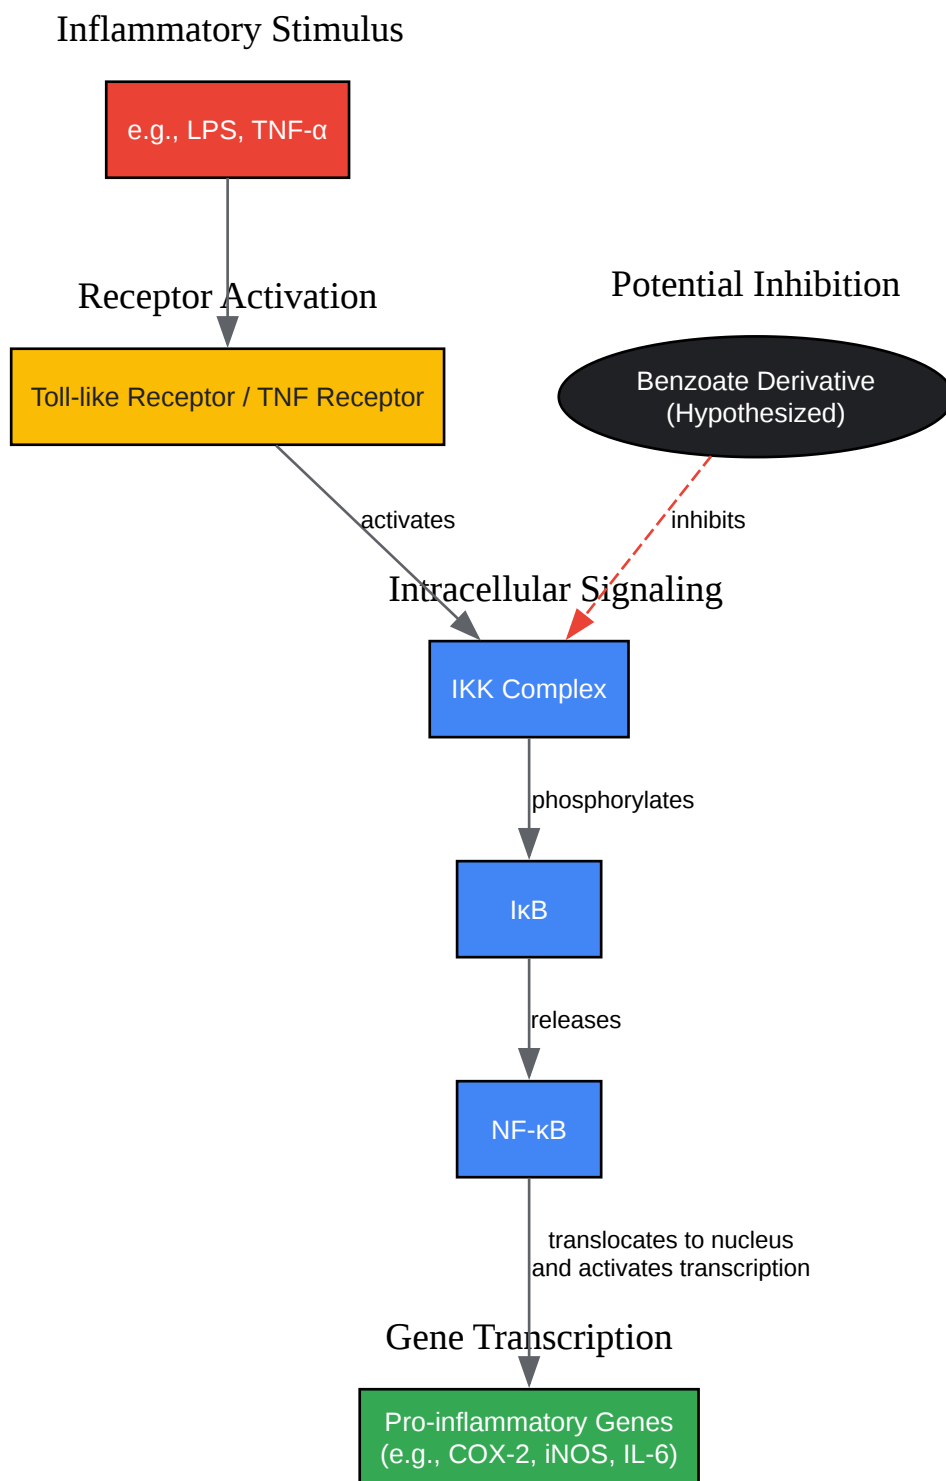 Inflammatory Stimulus
e.g., LPS, TNF-α
Receptor Activation
Toll-like Receptor / TNF Receptor
Potential Inhibition
Benzoate Derivative
(Hypothesized)
activates
inhibits
Intracellular Signaling
IKK Complex
phosphorylates
IκB
releases
NF-κB
translocates to nucleus
and activates transcription
Gene Transcription
Pro-inflammatory Genes
(e.g., COX-2, iNOS, IL-6)